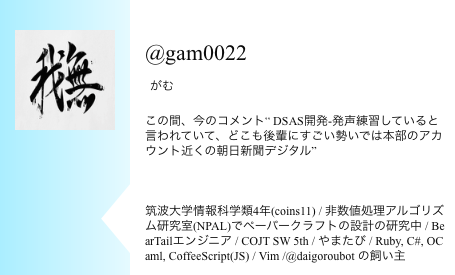 我無
@gam0022
がむ
この間、今のコメント" DSAS開発-発声練習していると
言われていて、どこも後輩にすごい勢いでは本部のアカ
ウント近くの朝日新聞デジタル"
筑波大学情報科学類4年(coins11) / 非数値処理アルゴリズ
ム研究室(NPAL)でペーパークラフトの設計の研究中 / Be
arTailエンジニア / COJT SW 5th / やまたび / Ruby, C#, OC
aml, CoffeeScript(JS) / Vim /@daigoroubot の飼い主